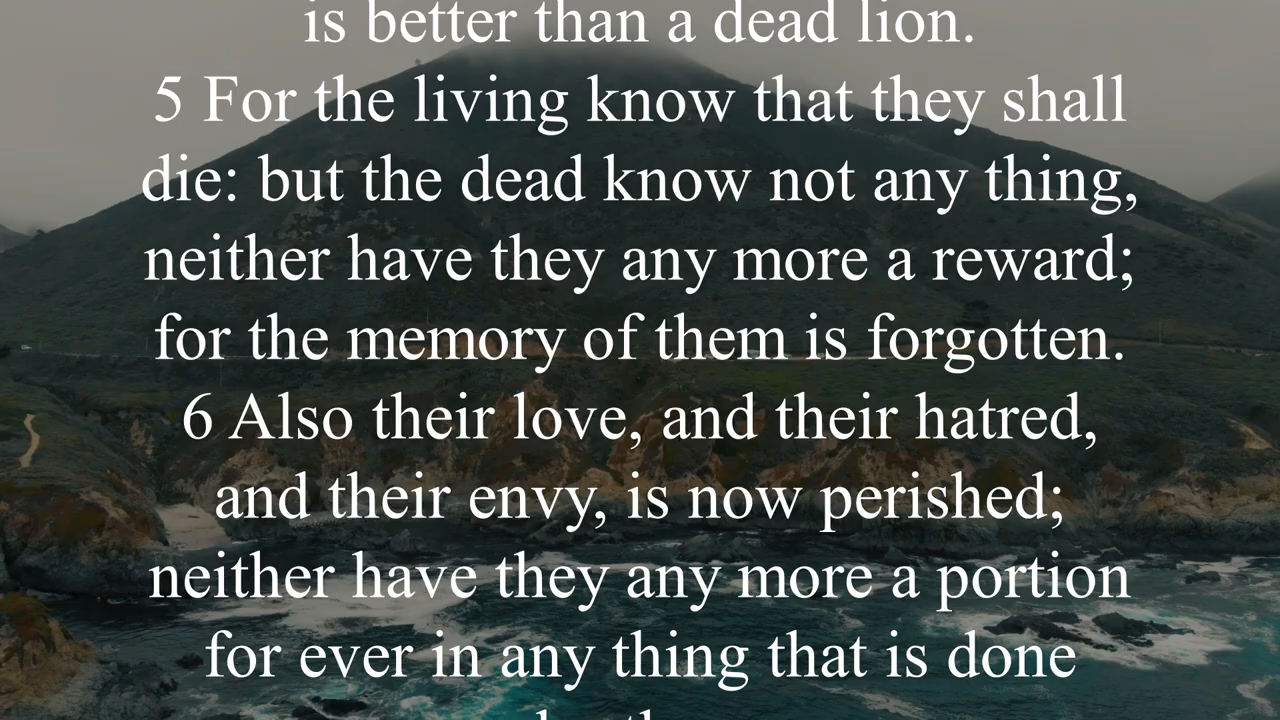 is better than a dead lion.
5 For the living know that they shall
die: but the dead know not any thing,
neither have they any more a reward;
for the memory of them is forgotten.
6 Also their love, and their hatred,
and their envy, is now perished;
neither have they any more a portion
for ever in any thing that is done